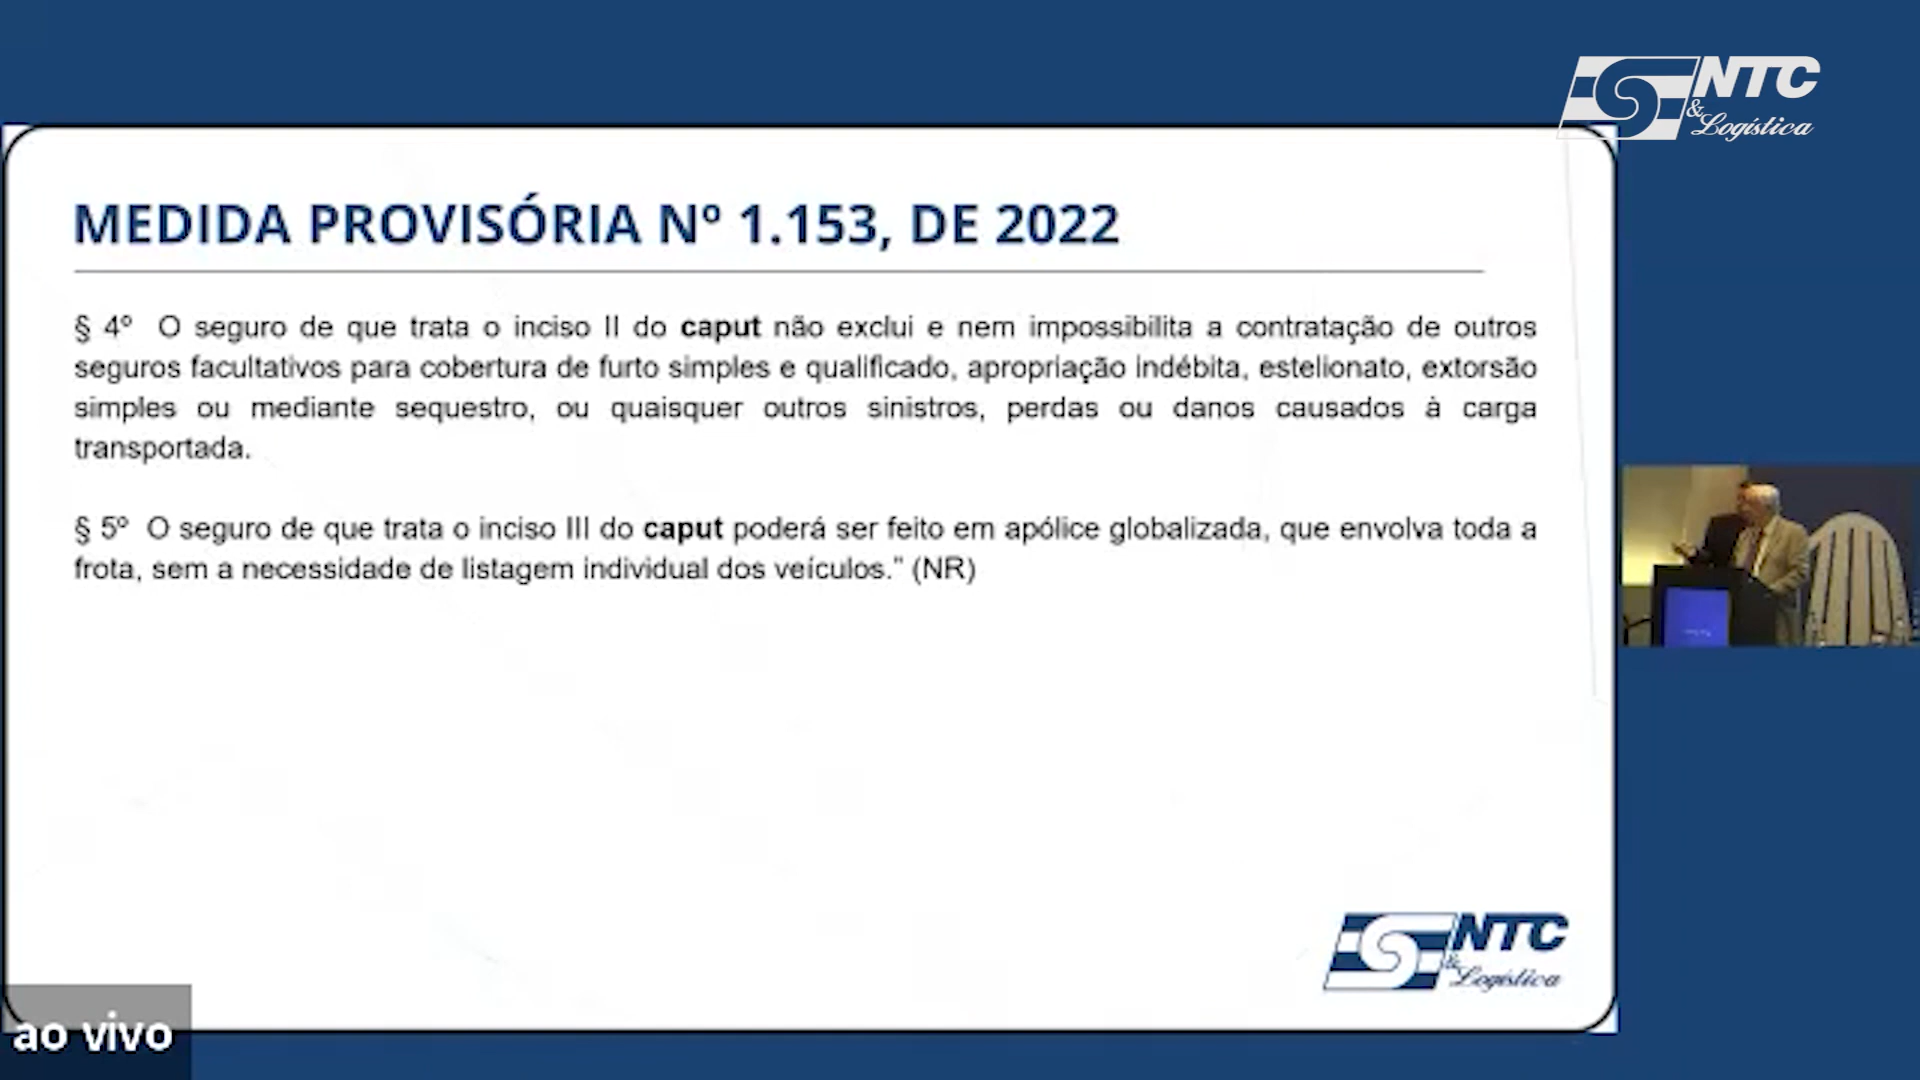 NTC
& Logística
MEDIDA PROVISÓRIA Nº 1.153, DE 2022
§ 4º O seguro de que trata o inciso II do caput não exclui e nem impossibilita a contratação de outros
seguros facultativos para cobertura de furto simples e qualificado, apropriação indébita, estelionato, extorsão
simples ou mediante sequestro, ou quaisquer outros sinistros, perdas ou danos causados à carga
transportada.
§ 5º O seguro de que trata o inciso III do caput poderá ser feito em apólice globalizada, que envolva toda a
frota, sem a necessidade de listagem individual dos veículos.” (NR)
NTC
& Logística
ao vivo